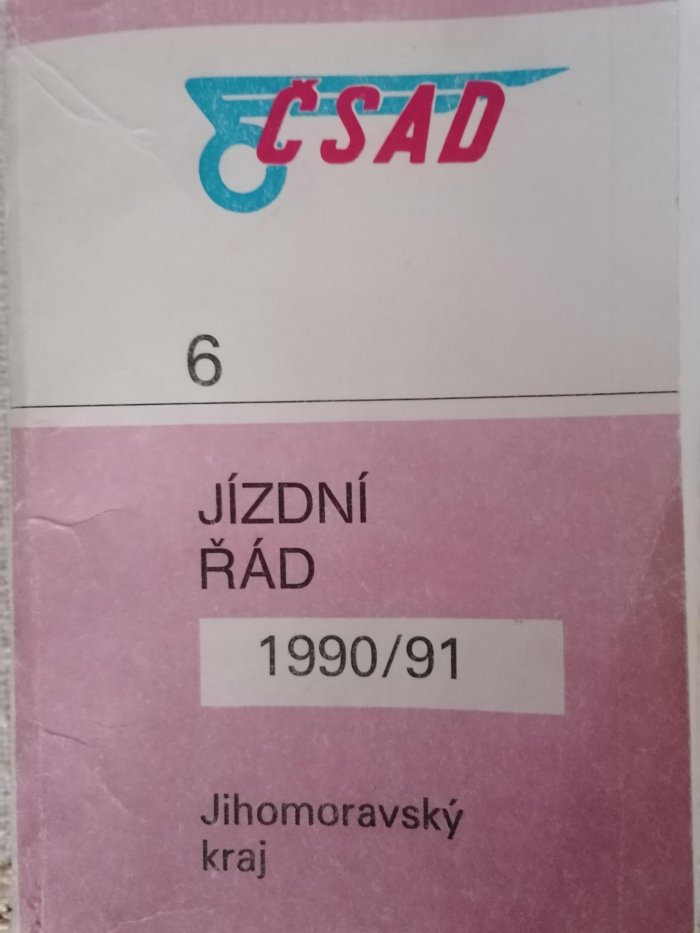 ČSAD
6
JÍZDNÍ
ŘÁD
1990/91
Jihomoravský
kraj